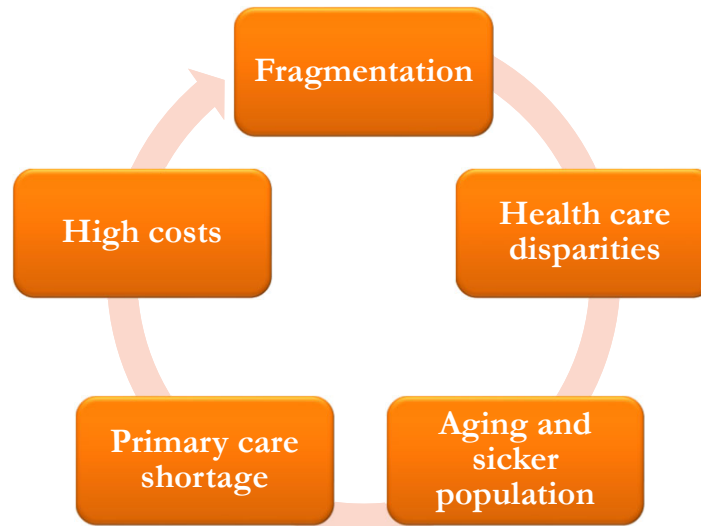 Fragmentation
Health care
disparities
Aging and
sicker
population
Primary care
shortage
High costs